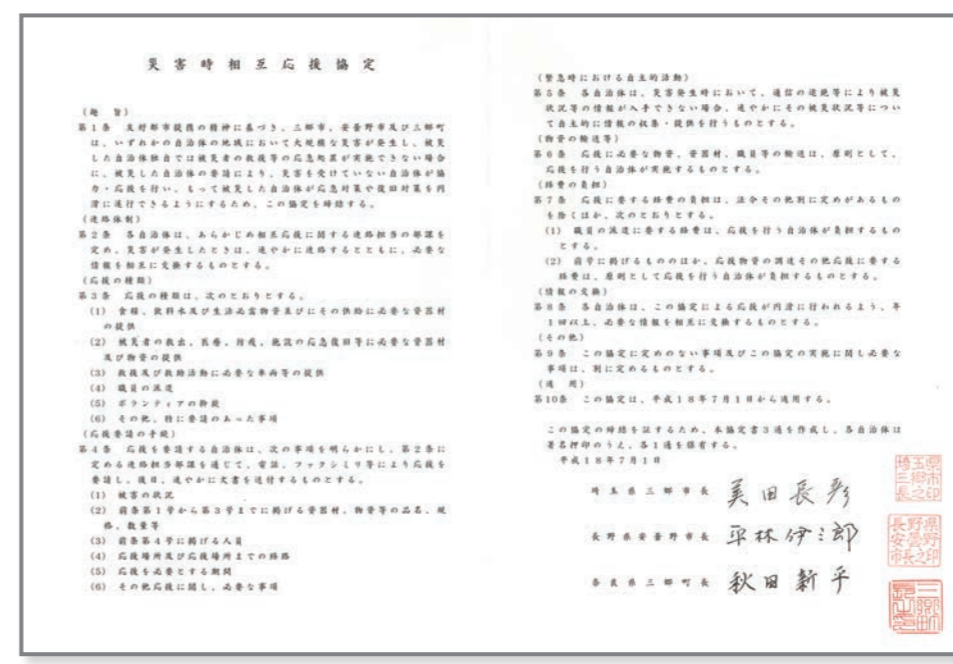 災害時相互応援協定
（趣　旨）
第１条　友好都市提携の精神に基づき、三郷市、安曇野市及び三郷町
は、いずれかの自治体の地域において大規模な災害が発生し、被災
した自治体独自では被災者の救援等の応急処置が実施できない場合
に、被災した自治体の要請により、災害を受けていない自治体が協
力・応援を行い、もって被災した自治体が応急対策や復旧対策を円
滑に遂行できるようにするため、この協定を締結する。
（連絡体制）
第２条　各自治体は、あらかじめ相互応援に関する連絡担当の部課を
定め、災害が発生したときは、速やかに連絡するとともに、必要な
情報を相互に交換するものとする。
（応援の種類）
第３条　応援の種類は、次のとおりとする。
(1)　食糧、飲料水及び生活必需物資並びにその供給に必要な資器材
の提供
(2)　被災者の救出、医療、防疫、施設の応急復旧等に必要な資器材
及び物資の提供
(3)　救援及び救助活動に必要な車両等の提供
(4)　職員の派遣
(5)　ボランティアの斡旋
(6)　その他、特に要請のあった事項
（応援要請の手続）
第４条　応援を要請する自治体は、次の事項を明らかにし、第２条に
定める連絡担当部課を通じて、電話、ファクシミリ等により応援を
要請し、後日、速やかに文書を送付するものとする。
(1)　被害の状況
(2)　前条第１号から第３号までに掲げる資器材、物資等の品名、規
格、数量等
(3)　前条第４号に掲げる人員
(4)　応援場所及び応援場所までの経路
(5)　応援を必要とする期間
(6)　その他応援に関し、必要な事項
（緊急時における自主的活動）
第５条　各自治体は、災害発生時において、通信の途絶等により被災
状況等の情報が入手できない場合、速やかにその被災状況等につい
て自主的に情報の収集・提供を行うものとする。
（物資の輸送等）
第６条　応援に必要な物資、資器材、職員等の輸送は、原則として、
応援を行う自治体が実施するものとする。
（経費の負担）
第７条　応援に要する経費の負担は、法令その他別に定めがあるもの
を除くほか、次のとおりとする。
(1)　職員の派遣に要する経費は、応援を行う自治体が負担するもの
とする。
(2)　前号に掲げるもののほか、応援物資の調達その他応援に要する
経費は、原則として応援を行う自治体が負担するものとする。
（情報の交換）
第８条　各自治体は、この協定による応援が円滑に行われるよう、年
１回以上、必要な情報を相互に交換するものとする。
（その他）
第９条　この協定に定めのない事項及びこの協定の実施に関し必要な
事項は、別に定めるものとする。
（適　用）
第10条　この協定は、平成１８年７月１日から適用する。
この協定の締結を証するため、本協定書３通を作成し、各自治体は
署名押印のうえ、各１通を保有する。
平成１８年７月１日
埼玉県三郷市長　美田長彦
埼玉県三郷市長之印
長野県安曇野市長　平林伊三郎
長野県安曇野市長之印
奈良県三郷町長　秋田新平